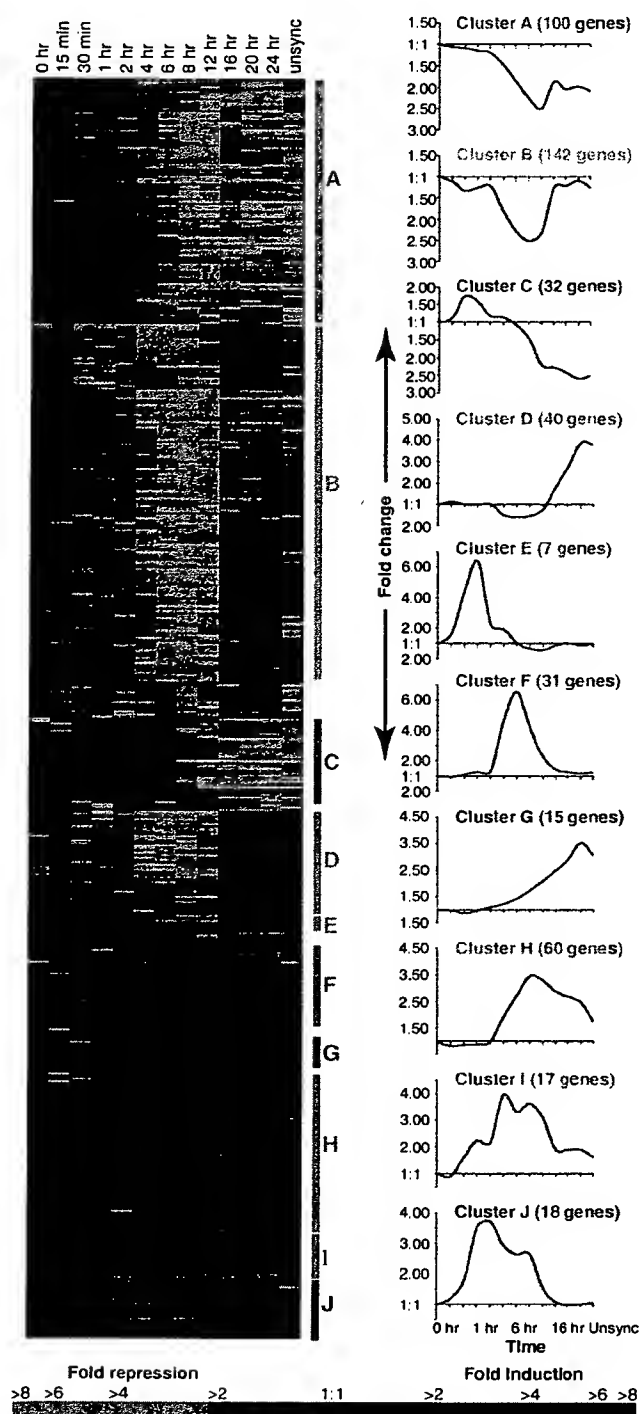 0 hr
15 min
30 min
1 hr
2 hr
4 hr
6 hr
8 hr
12 hr
16 hr
20 hr
24 hr
unsync
A
B
C
D
E
F
G
H
I
J
Fold change
Cluster A (100 genes)
1.50
1:1
1.50
2.00
2.50
3.00
Cluster B (142 genes)
1.50
1:1
1.50
2.00
2.50
3.00
Cluster C (32 genes)
2.00
1.50
1:1
1.50
2.00
2.50
3.00
Cluster D (40 genes)
5.00
4.00
3.00
2.00
1:1
2.00
Cluster E (7 genes)
6.00
4.00
2.00
1:1
2.00
Cluster F (31 genes)
6.00
4.00
2.00
1:1
2.00
Cluster G (15 genes)
4.50
3.50
2.50
1.50
1.50
Cluster H (60 genes)
4.50
3.50
2.50
1.50
Cluster I (17 genes)
4.00
3.00
2.00
1:1
Cluster J (18 genes)
4.00
3.00
2.00
1:1
0 hr 1 hr 6 hr 16 hr Unsync
Time
Fold repression Fold Induction
>8 >6 >4 >2 1:1 >2 >4 >6 >8